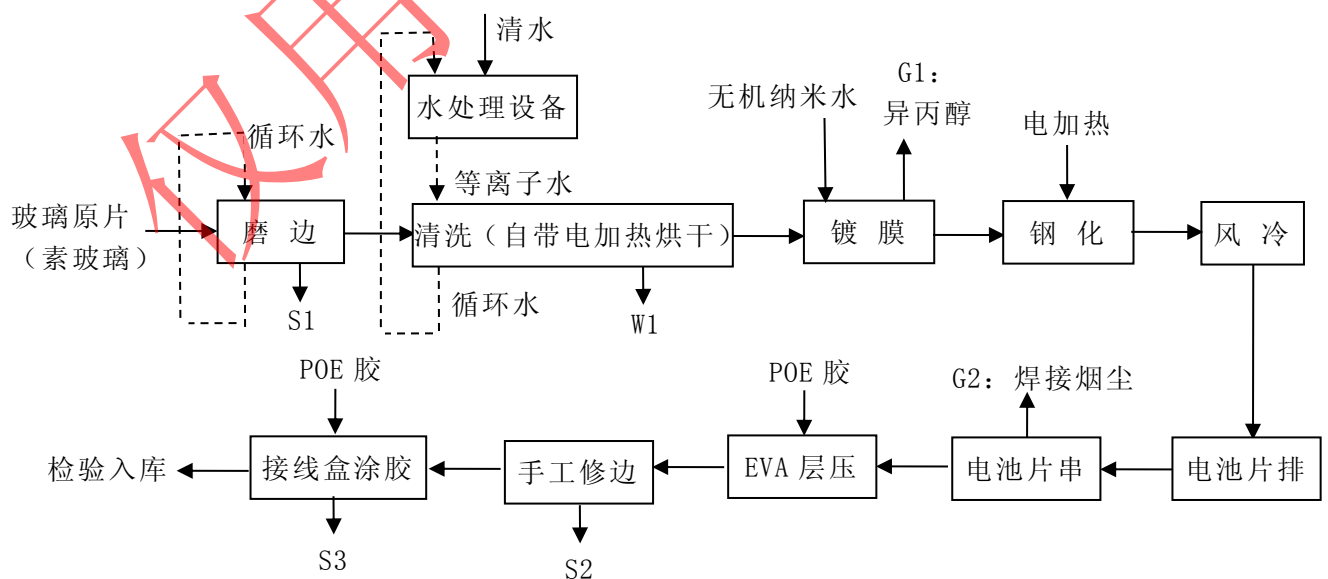 清水
水处理设备
G1:
无机纳米水
异丙醇
电加热
循环水
等离子水
玻璃原片
（素玻璃）
磨 边
清洗（自带电加热烘干）
镀 膜
钢 化
风 冷
循环水
S1
W1
POE 胶
POE 胶
G2: 焊接烟尘
检验入库
接线盒涂胶
手工修边
EVA 层压
电池片串
电池片排
S3
S2
仅用